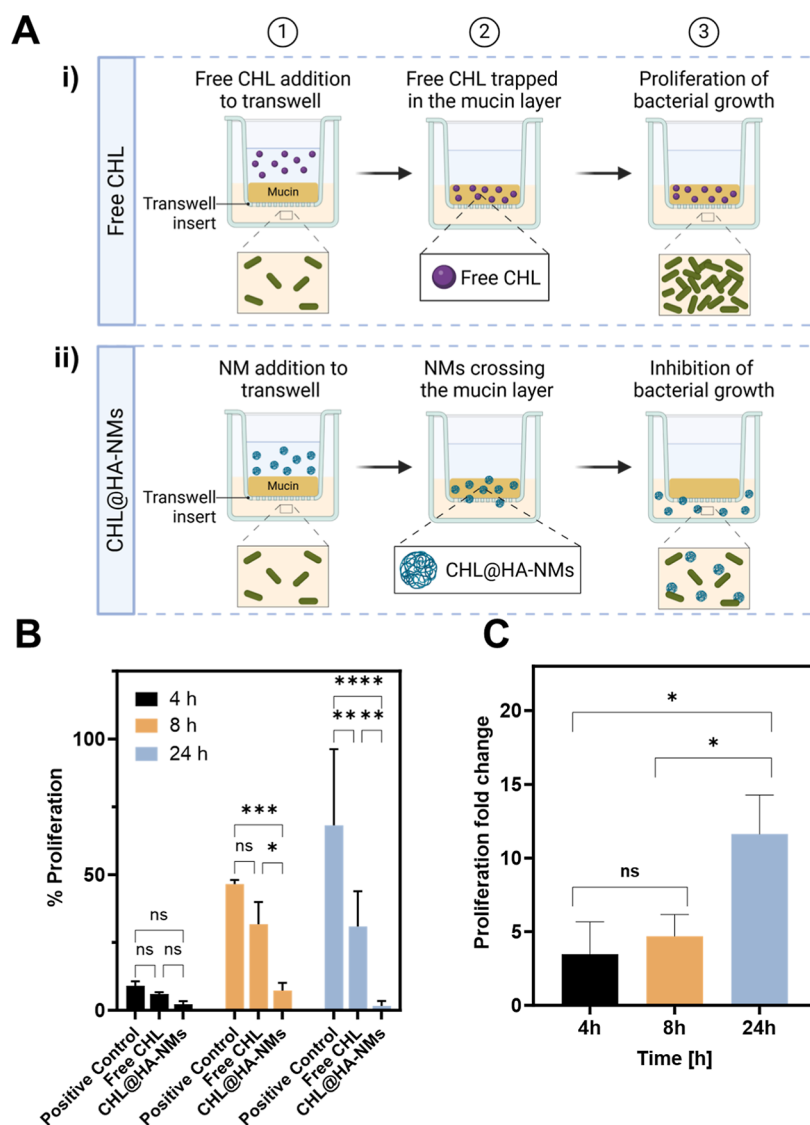 A
1 2 3
i)
Free CHL
Free CHL addition
to transwell
Free CHL trapped
in the mucin layer
Proliferation of
bacterial growth
Mucin
Transwell
insert
Free CHL
ii)
CHL@HA-NMs
NM addition to
transwell
NMs crossing
the mucin layer
Inhibition of
bacterial growth
Mucin
Transwell
insert
CHL@HA-NMs
B
% Proliferation
100
50
0
4 h
8 h
24 h
ns
ns ns
***
ns *
****
** **
Positive Control
Free CHL
CHL@HA-NMs
Positive Control
Free CHL
CHL@HA-NMs
Positive Control
Free CHL
CHL@HA-NMs
C
Proliferation fold change
20
15
10
5
0
*
*
ns
4h 8h 24h
Time [h]